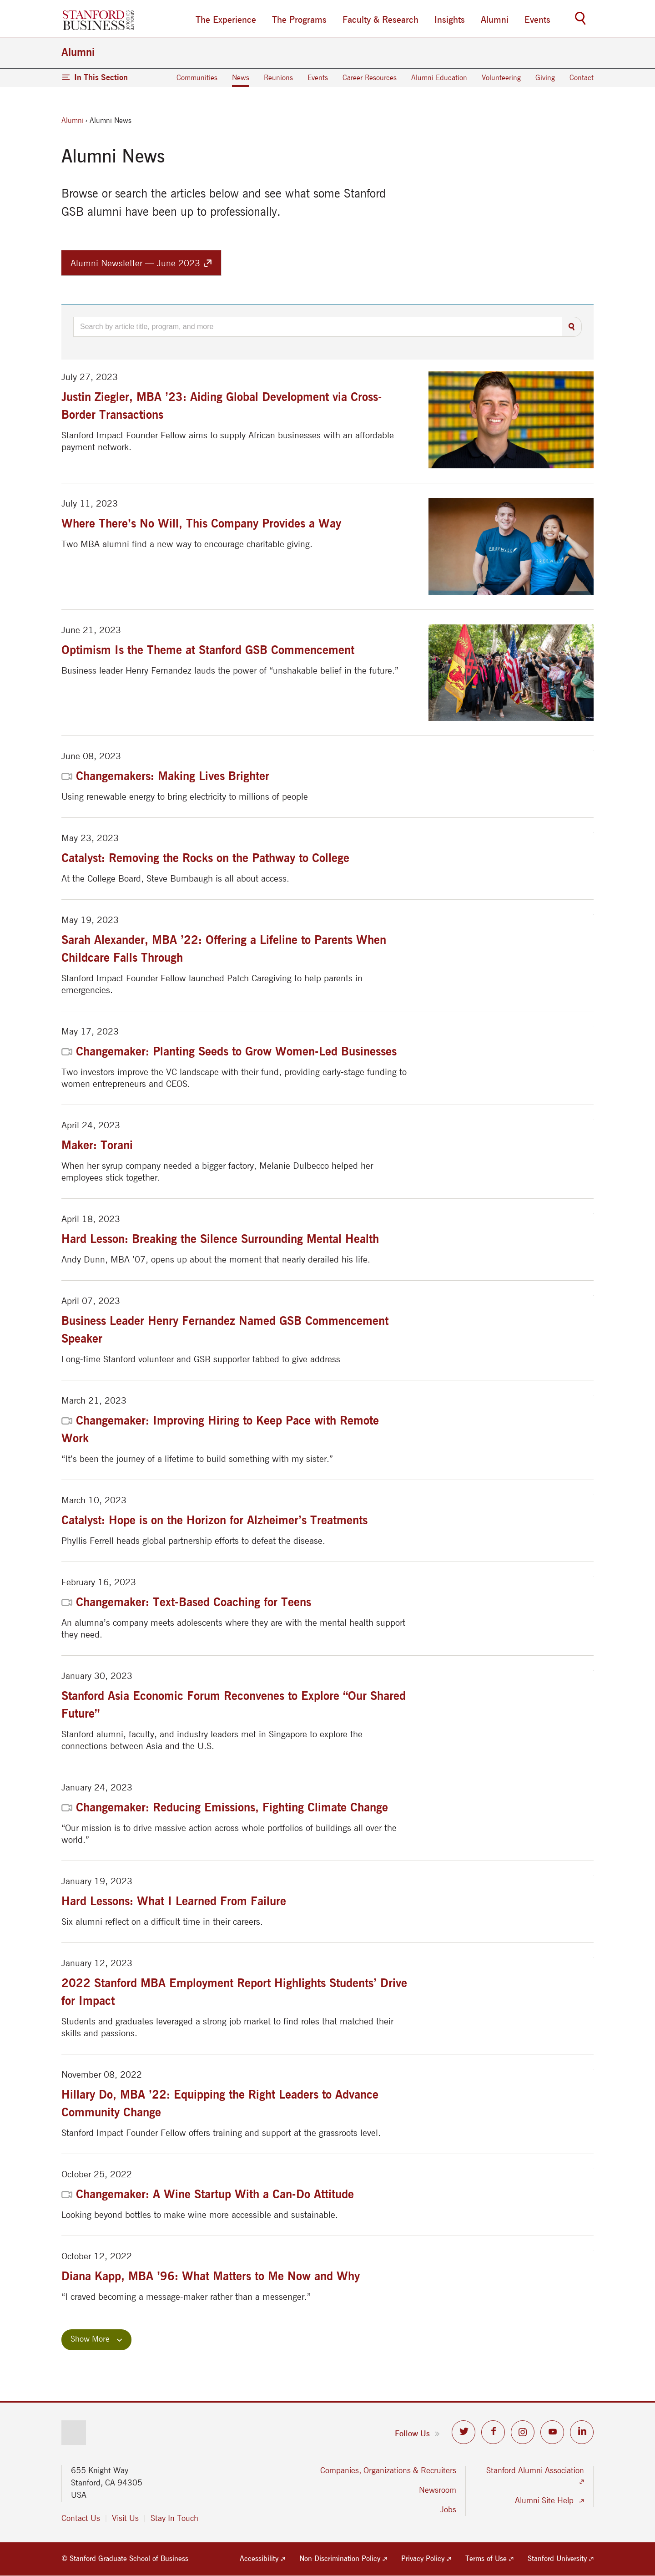 STANFORD
BUSINESS
The Experience
The Programs
Faculty & Research
Insights
Alumni
Events
Alumni
In This Section
Communities
News
Reunions
Events
Career Resources
Alumni Education
Volunteering
Giving
Contact
Alumni › Alumni News
Alumni News
Browse or search the articles below and see what some Stanford
GSB alumni have been up to professionally.
Alumni Newsletter — June 2023
Search by article title, program, and more
July 27, 2023
Justin Ziegler, MBA ’23: Aiding Global Development via Cross-
Border Transactions
Stanford Impact Founder Fellow aims to supply African businesses with an affordable
payment network.
July 11, 2023
Where There’s No Will, This Company Provides a Way
Two MBA alumni find a new way to encourage charitable giving.
June 21, 2023
Optimism Is the Theme at Stanford GSB Commencement
Business leader Henry Fernandez lauds the power of “unshakable belief in the future.”
June 08, 2023
Changemakers: Making Lives Brighter
Using renewable energy to bring electricity to millions of people
May 23, 2023
Catalyst: Removing the Rocks on the Pathway to College
At the College Board, Steve Bumbaugh is all about access.
May 19, 2023
Sarah Alexander, MBA ’22: Offering a Lifeline to Parents When
Childcare Falls Through
Stanford Impact Founder Fellow launched Patch Caregiving to help parents in
emergencies.
May 17, 2023
Changemaker: Planting Seeds to Grow Women-Led Businesses
Two investors improve the VC landscape with their fund, providing early-stage funding to
women entrepreneurs and CEOS.
April 24, 2023
Maker: Torani
When her syrup company needed a bigger factory, Melanie Dulbecco helped her
employees stick together.
April 18, 2023
Hard Lesson: Breaking the Silence Surrounding Mental Health
Andy Dunn, MBA ’07, opens up about the moment that nearly derailed his life.
April 07, 2023
Business Leader Henry Fernandez Named GSB Commencement
Speaker
Long-time Stanford volunteer and GSB supporter tabbed to give address
March 21, 2023
Changemaker: Improving Hiring to Keep Pace with Remote
Work
“It’s been the journey of a lifetime to build something with my sister.”
March 10, 2023
Catalyst: Hope is on the Horizon for Alzheimer’s Treatments
Phyllis Ferrell heads global partnership efforts to defeat the disease.
February 16, 2023
Changemaker: Text-Based Coaching for Teens
An alumna’s company meets adolescents where they are with the mental health support
they need.
January 30, 2023
Stanford Asia Economic Forum Reconvenes to Explore “Our Shared
Future”
Stanford alumni, faculty, and industry leaders met in Singapore to explore the
connections between Asia and the U.S.
January 24, 2023
Changemaker: Reducing Emissions, Fighting Climate Change
“Our mission is to drive massive action across whole portfolios of buildings all over the
world.”
January 19, 2023
Hard Lessons: What I Learned From Failure
Six alumni reflect on a difficult time in their careers.
January 12, 2023
2022 Stanford MBA Employment Report Highlights Students’ Drive
for Impact
Students and graduates leveraged a strong job market to find roles that matched their
skills and passions.
November 08, 2022
Hillary Do, MBA ’22: Equipping the Right Leaders to Advance
Community Change
Stanford Impact Founder Fellow offers training and support at the grassroots level.
October 25, 2022
Changemaker: A Wine Startup With a Can-Do Attitude
Looking beyond bottles to make wine more accessible and sustainable.
October 12, 2022
Diana Kapp, MBA ’96: What Matters to Me Now and Why
“I craved becoming a message-maker rather than a messenger.”
Show More
Follow Us
655 Knight Way
Stanford, CA 94305
USA
Contact Us
Visit Us
Stay In Touch
Companies, Organizations & Recruiters
Newsroom
Jobs
Stanford Alumni Association
Alumni Site Help
© Stanford Graduate School of Business
Accessibility
Non-Discrimination Policy
Privacy Policy
Terms of Use
Stanford University